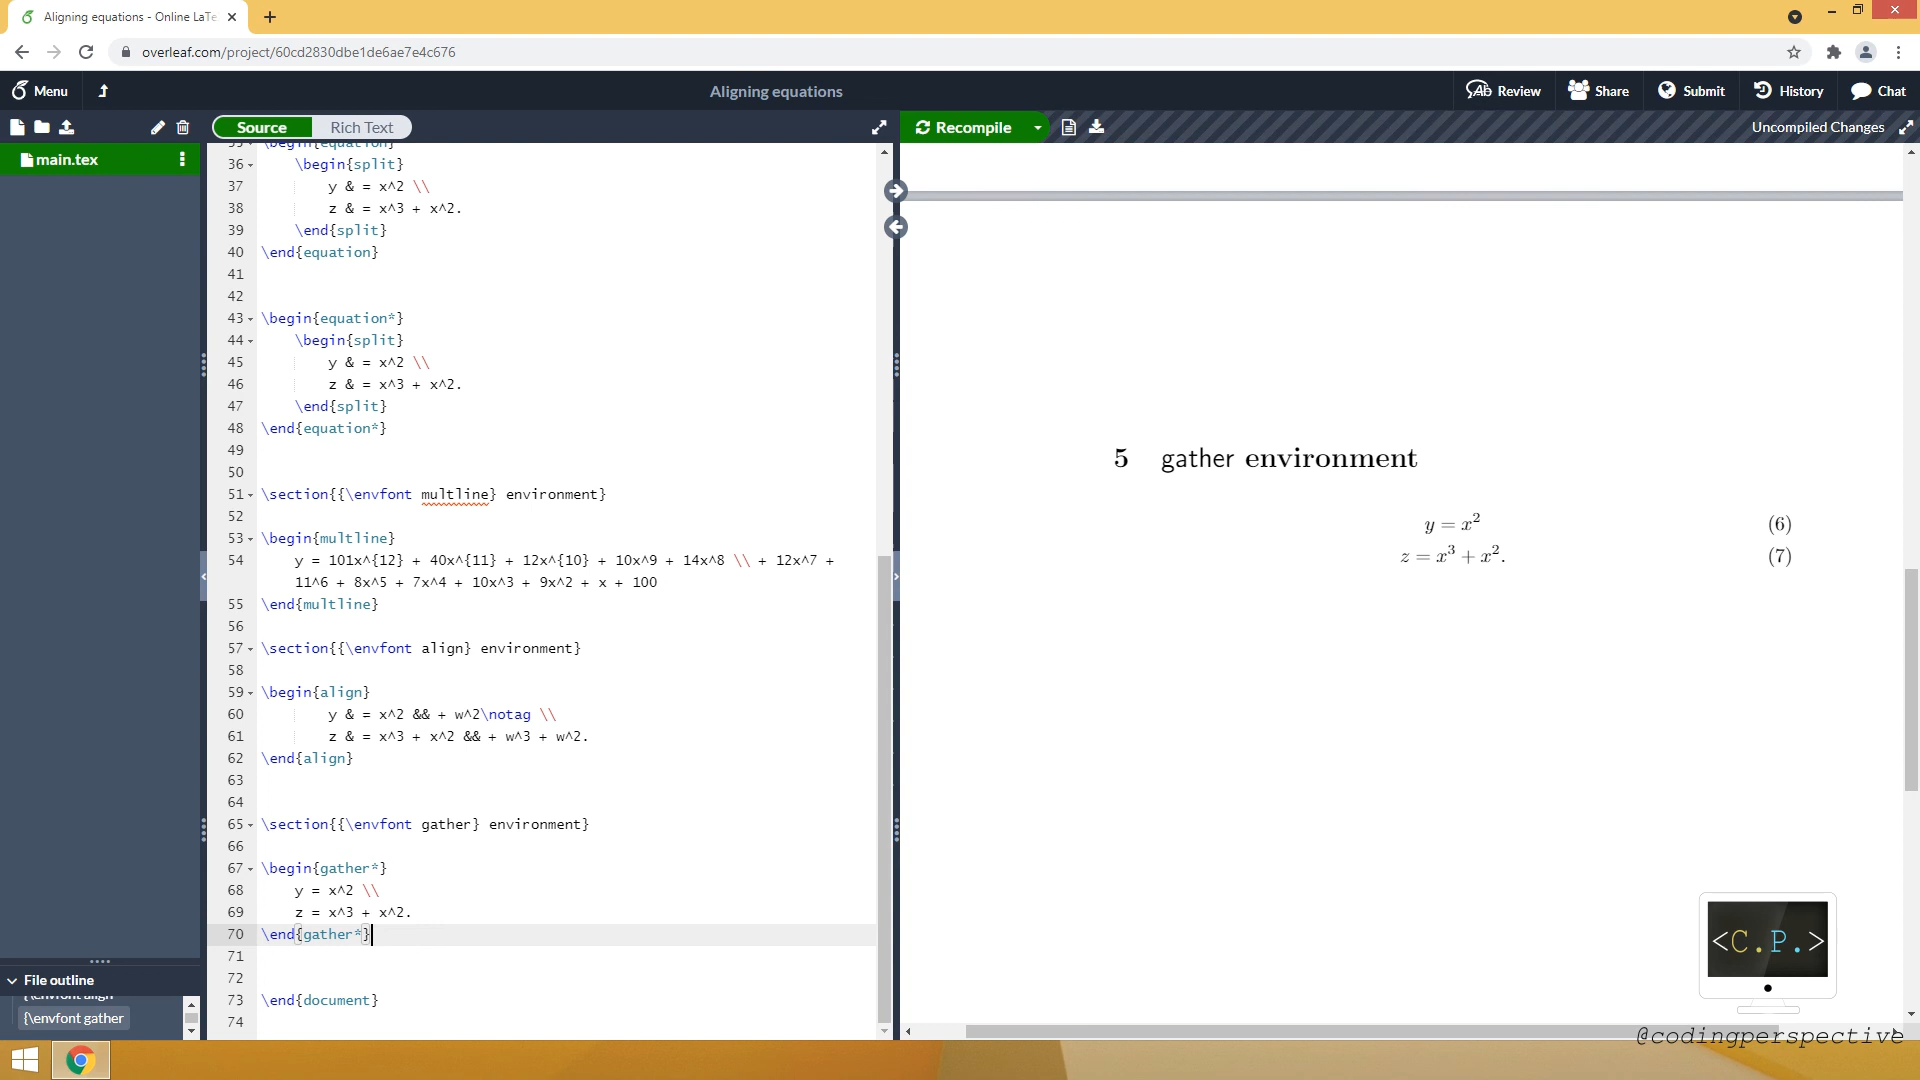 Aligning equations - Online LaTe
overleaf.com/project/60cd2830dbe1de6ae7e4c676
Menu
Aligning equations
Review
Share
Submit
History
Chat
Source
Rich Text
Recompile
Uncompiled Changes
main.tex
35 \begin{equation}
36 \begin{split}
37 y & = x^2 \\
38 z & = x^3 + x^2.
39 \end{split}
40 \end{equation}
41
42
43 \begin{equation*}
44 \begin{split}
45 y & = x^2 \\
46 z & = x^3 + x^2.
47 \end{split}
48 \end{equation*}
49
50
51 \section{{\envfont multline} environment}
52
53 \begin{multline}
54 y = 101x^{12} + 40x^{11} + 12x^{10} + 10x^9 + 14x^8 \\ + 12x^7 +
11^6 + 8x^5 + 7x^4 + 10x^3 + 9x^2 + x + 100
55 \end{multline}
56
57 \section{{\envfont align} environment}
58
59 \begin{align}
60 y & = x^2 && + w^2\notag \\
61 z & = x^3 + x^2 && + w^3 + w^2.
62 \end{align}
63
64
65 \section{{\envfont gather} environment}
66
67 \begin{gather*}
68 y = x^2 \\
69 z = x^3 + x^2.
70 \end{gather*}
71
72
73 \end{document}
74
File outline
{\envfont align
{\envfont gather
5 gather environment
y = x² (6)
z = x³ + x². (7)
<C.P.>
@codingperspective